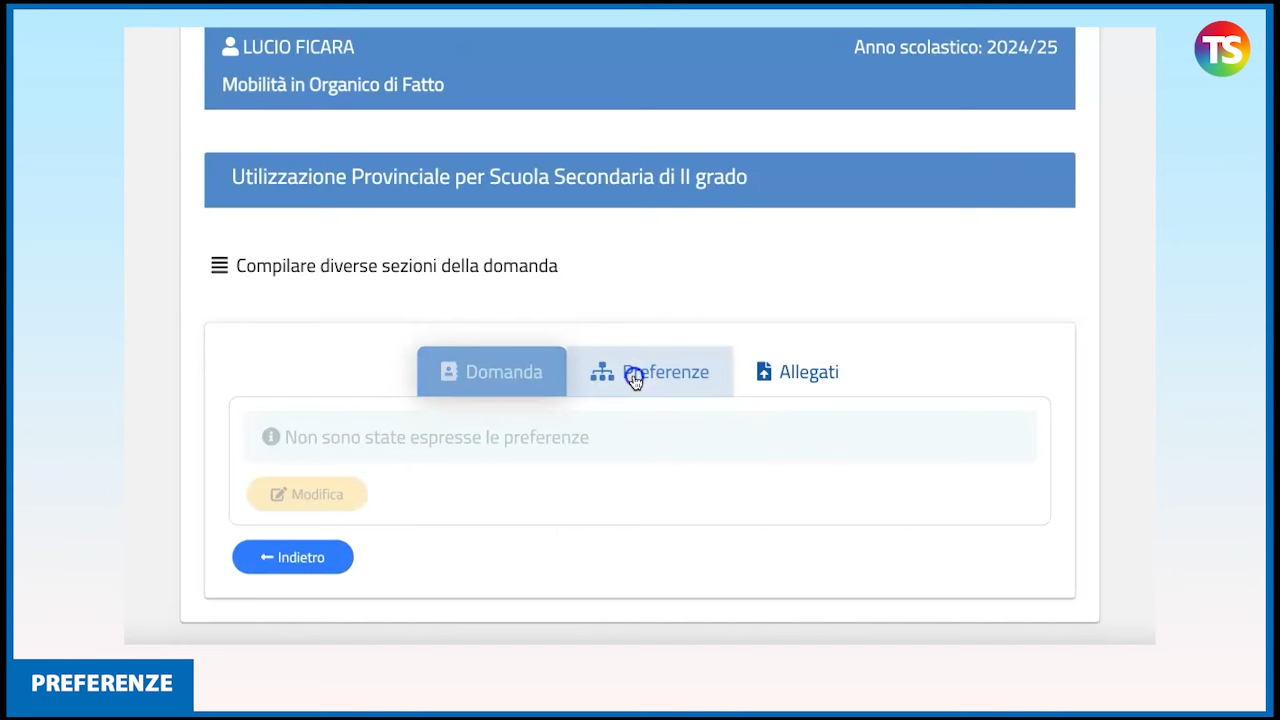 TS
LUCIO FICARA
Anno scolastico: 2024/25
Mobilità in Organico di Fatto
Utilizzazione Provinciale per Scuola Secondaria di II grado
Compilare diverse sezioni della domanda
Domanda
Preferenze
Allegati
Non sono state espresse le preferenze
Modifica
Indietro
PREFERENZE